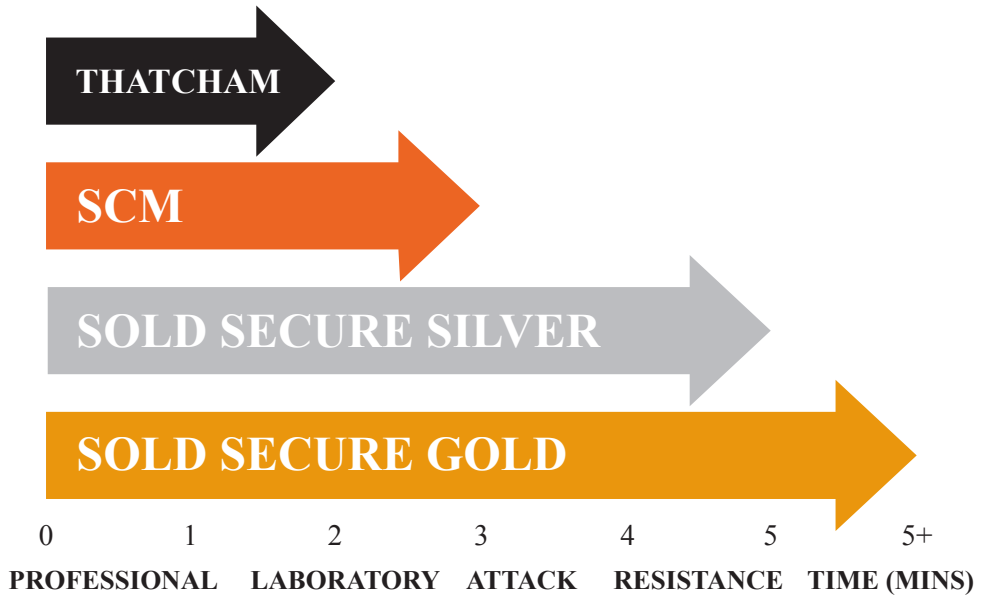 THATCHAM
SCM
SOLD SECURE SILVER
SOLD SECURE GOLD
0 1 2 3 4 5 5+
PROFESSIONAL LABORATORY ATTACK RESISTANCE TIME (MINS)